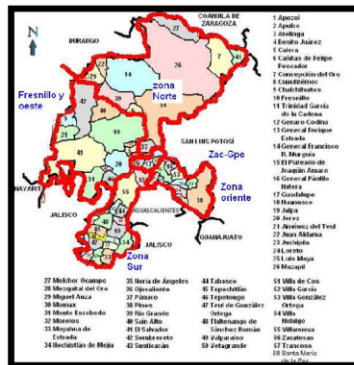 COAHUILA DE
ZARAGOZA
N
DURANGO
zona
Norte
Fresnillo y
oeste
SAN LUIS POTOSÍ
Zac-Gpe
Zona
oriente
NAYARIT
JALISCO
AGUASCALIENTES
GUANAJUATO
JALISCO
Zona
Sur
1 Apozol
2 Apulco
3 Atolinga
4 Benito Juárez
5 Calera
6 Cañitas de Felipe
Pescador
7 Concepción del Oro
8 Cuauhtémoc
9 Chalchihuites
10 Fresnillo
11 Trinidad García
de la Cadena
12 Genaro Codina
13 General Enrique
Estrada
14 General Francisco
R. Murguía
15 El Plateado de
Joaquín Amaro
16 General Pánfilo
Natera
17 Guadalupe
18 Huanusco
19 Jalpa
20 Jerez
21 Jiménez del Teul
22 Juan Aldama
23 Juchipila
24 Loreto
25 Luis Moya
26 Mazapil
27 Melchor Ocampo
28 Mezquital del Oro
29 Miguel Auza
30 Momax
31 Monte Escobedo
32 Morelos
33 Moyahua de
Estrada
34 Nochistlán de Mejía
35 Noria de Ángeles
36 Ojocaliente
37 Pánuco
38 Pinos
39 Río Grande
40 Saín Alto
41 El Salvador
42 Sombrerete
43 Susticacán
44 Tabasco
45 Tepechitlán
46 Tepetongo
47 Teul de González
Ortega
48 Tlaltenango de
Sánchez Román
49 Valparaíso
50 Vetagrande
51 Villa de Cos
52 Villa García
53 Villa González
Ortega
54 Villa
Hidalgo
55 Villanueva
56 Zacatecas
57 Trancoso
58 Santa María
de la Paz